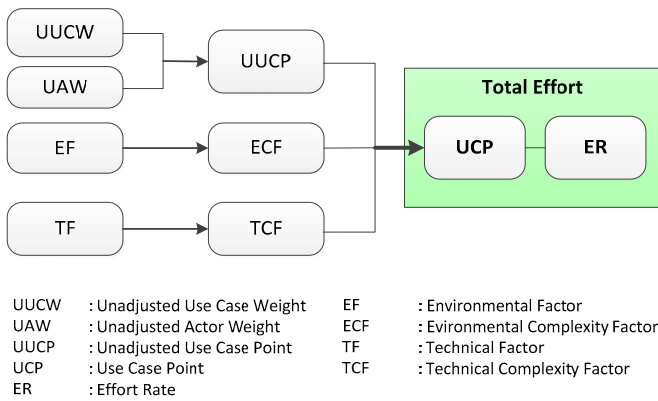 UUCW
UAW
UUCP
EF
ECF
TF
TCF
Total Effort
UCP
ER
UUCW : Unadjusted Use Case Weight
UAW : Unadjusted Actor Weight
UUCP : Unadjusted Use Case Point
UCP : Use Case Point
ER : Effort Rate
EF : Environmental Factor
ECF : Evironmental Complexity Factor
TF : Technical Factor
TCF : Technical Complexity Factor